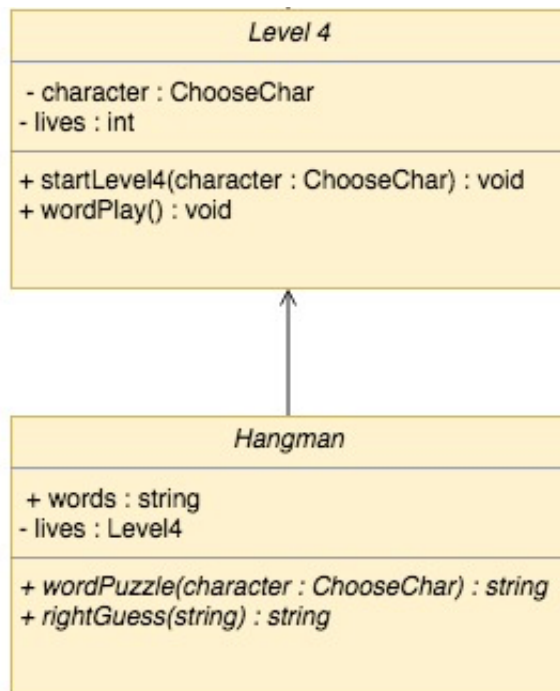 Level 4
- character : ChooseChar
- lives : int
+ startLevel4(character : ChooseChar) : void
+ wordPlay() : void
Hangman
+ words : string
- lives : Level4
+ wordPuzzle(character : ChooseChar) : string
+ rightGuess(string) : string